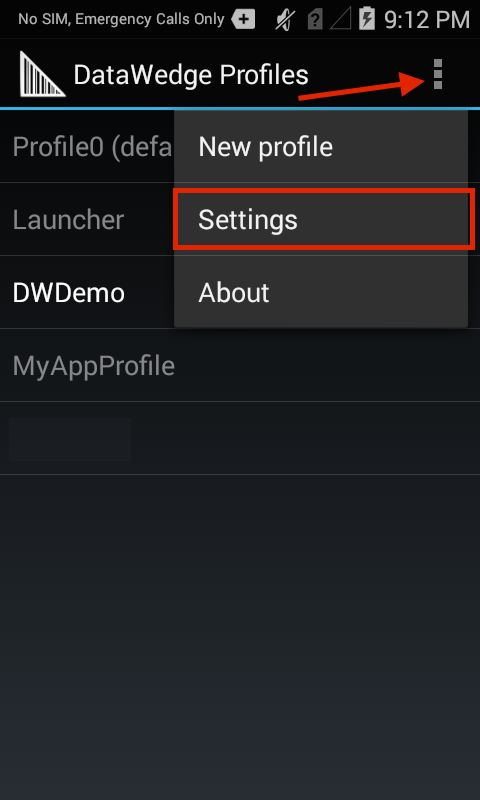 No SIM, Emergency Calls Only
9:12 PM
DataWedge Profiles
Profile0 (defa
New profile
Launcher
Settings
DWDemo
About
MyAppProfile